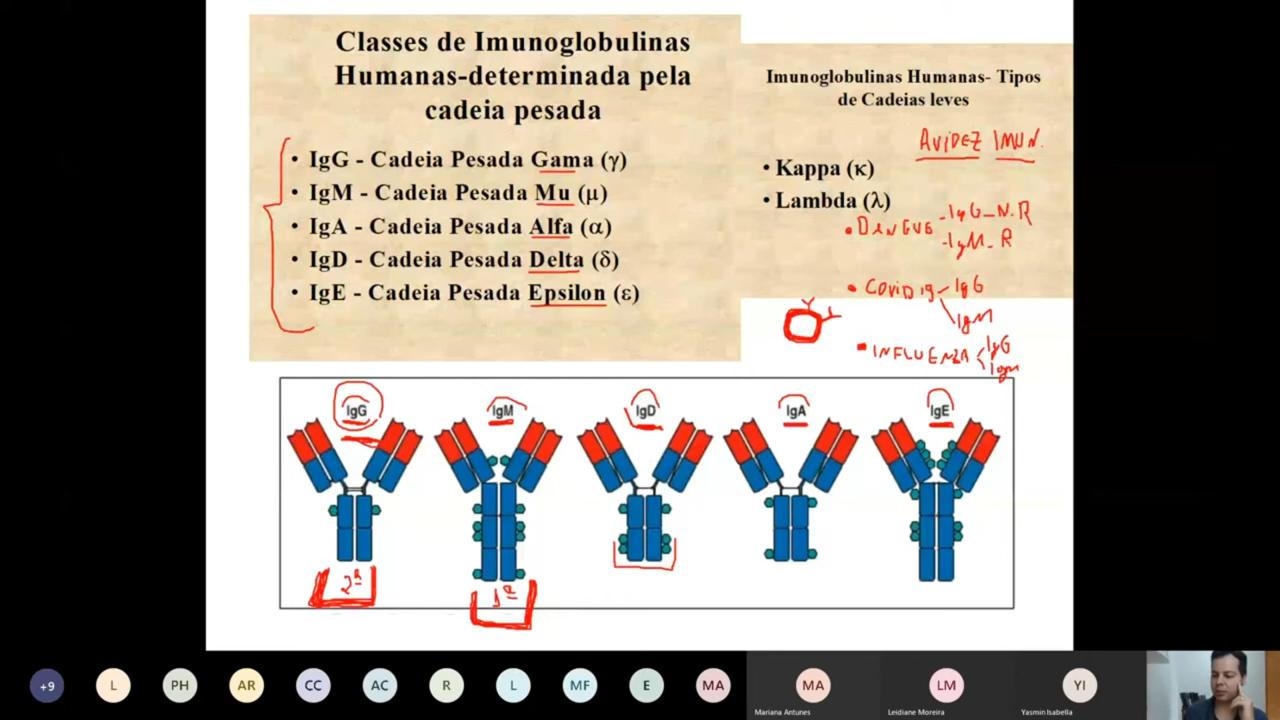 Classes de Imunoglobulinas
Humanas-determinada pela
cadeia pesada
• IgG - Cadeia Pesada Gama (γ)
• IgM - Cadeia Pesada Mu (μ)
• IgA - Cadeia Pesada Alfa (α)
• IgD - Cadeia Pesada Delta (δ)
• IgE - Cadeia Pesada Epsilon (ε)
Imunoglobulinas Humanas- Tipos
de Cadeias leves
AVIDEZ IMUN.
• Kappa (κ)
• Lambda (λ)
• DENGUE - IgG - N.R
- IgM - R
• COVID 19 - IgG
IgM
• INFLUENZA IgG
IgM
IgG
IgM
IgD
IgA
IgE
2ª
1ª
+9
L
PH
AR
CC
AC
R
L
MF
E
MA
MA
LM
YI
Mariana Antunes
Leidiane Moreira
Yasmin Isabella